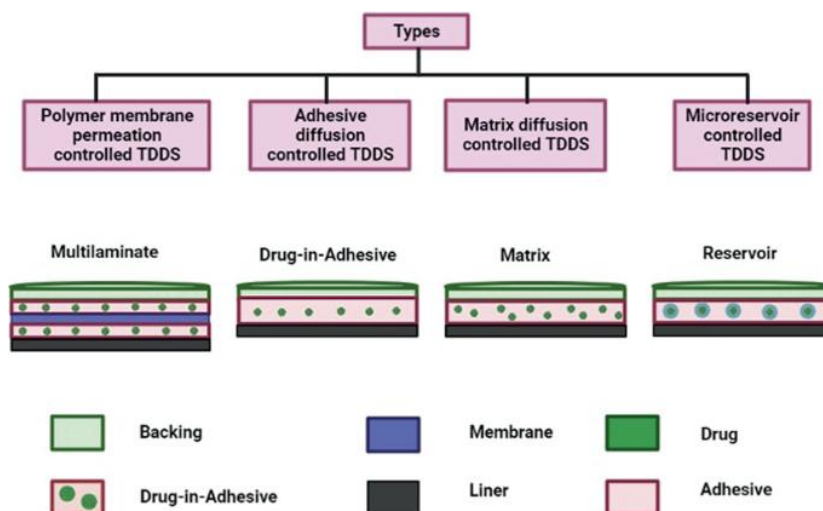 Types
Polymer membrane
permeation
controlled TDDS
Adhesive
diffusion
controlled TDDS
Matrix diffusion
controlled TDDS
Microreservoir
controlled
TDDS
Multilaminate
Drug-in-Adhesive
Matrix
Reservoir
Backing
Membrane
Drug
Drug-in-Adhesive
Liner
Adhesive